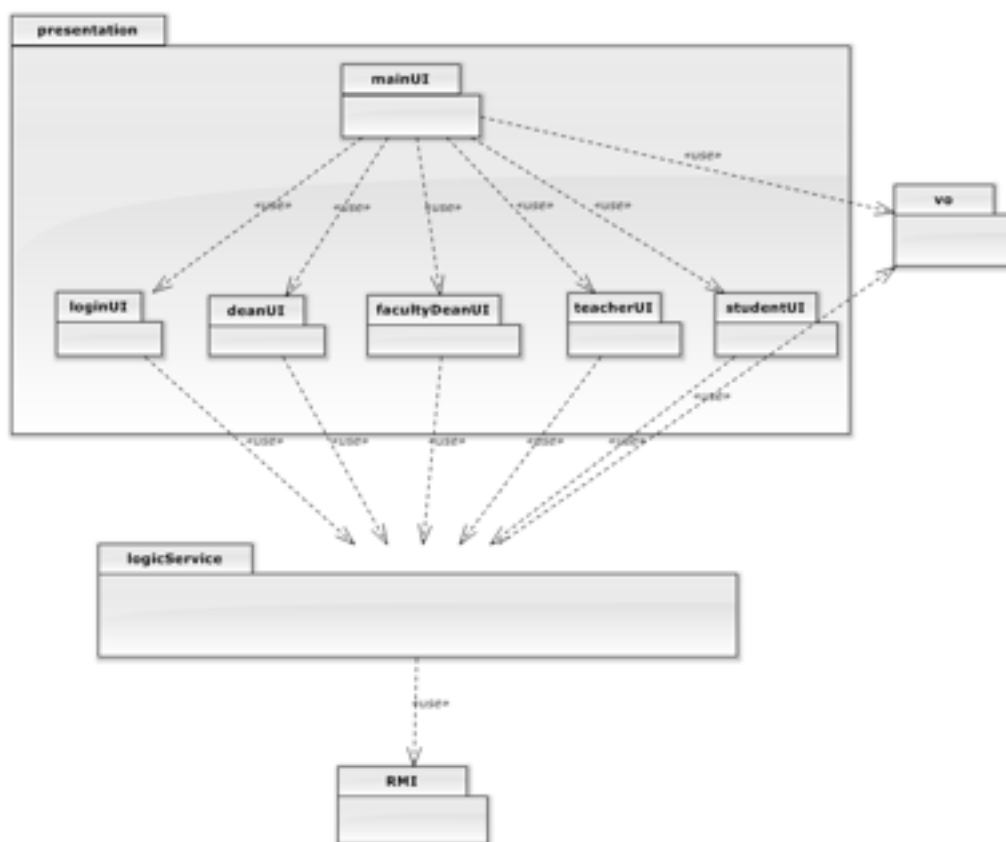 presentation
mainUI
«use»
vo
«use» «use» «use» «use» «use»
loginUI deanUI facultyDeanUI teacherUI studentUI
«use»
«use» «use» «use» «use» «use»
logicService
«use»
RMI